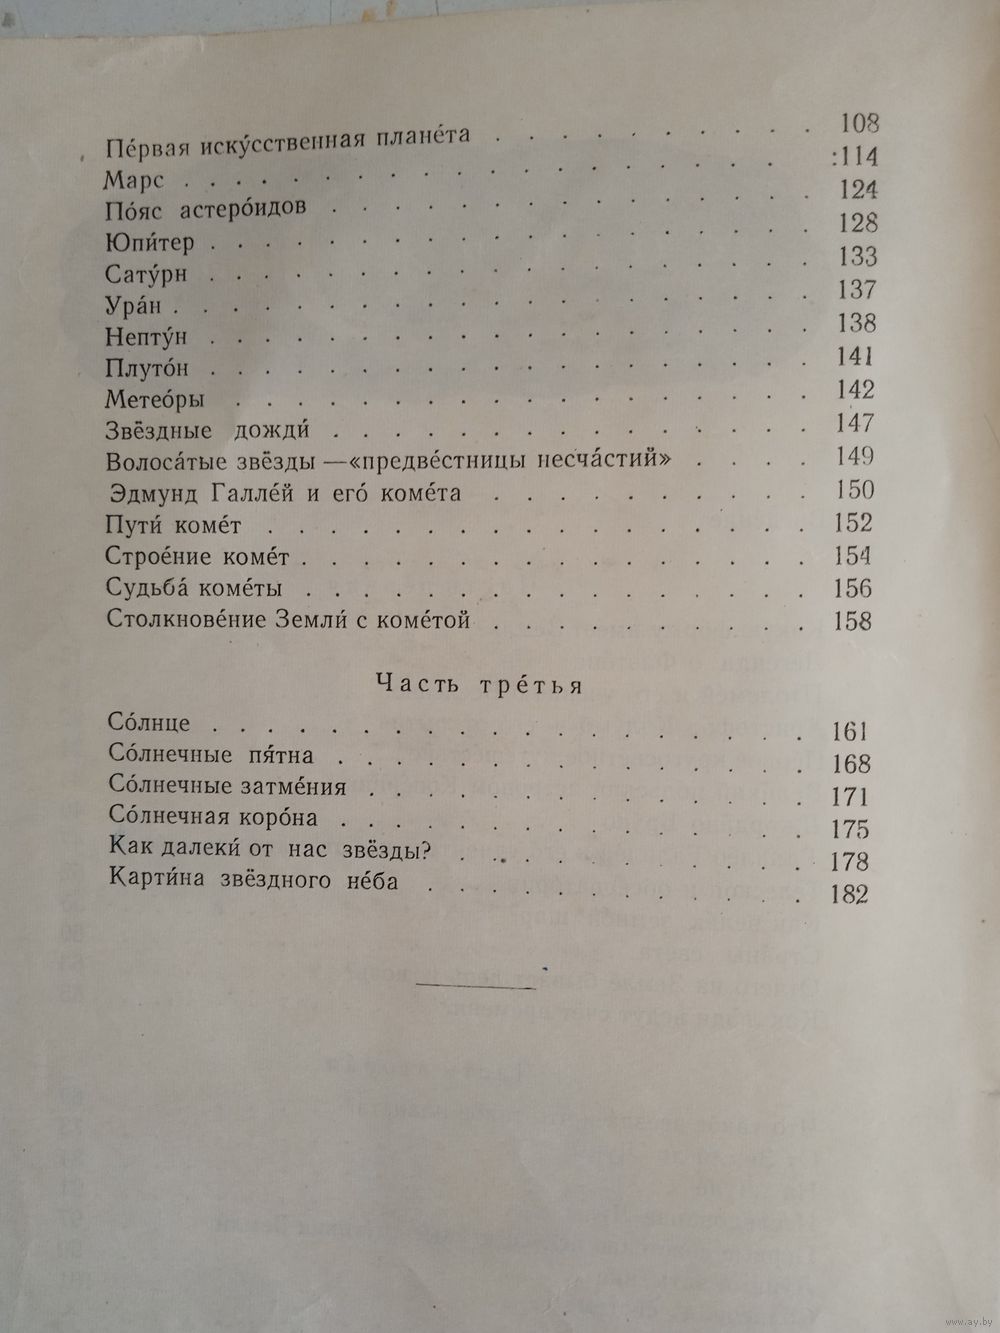 Пе́рвая иску́сственная плане́та . . . . . . . . . . 108
Марс . . . . . . . . . . . . . . . . . :114
По́яс астеро́идов . . . . . . . . . . . . . 124
Юпи́тер . . . . . . . . . . . . . . . . . 128
Сату́рн . . . . . . . . . . . . . . . . . 133
Ура́н . . . . . . . . . . . . . . . . . . 137
Непту́н . . . . . . . . . . . . . . . . . 138
Плуто́н . . . . . . . . . . . . . . . . . 141
Метео́ры . . . . . . . . . . . . . . . . 142
Звёздные дожди́ . . . . . . . . . . . . . 147
Волоса́тые звёзды —«предве́стницы несча́стий» . . . . 149
Эдмунд Галле́й и его́ коме́та . . . . . . . . . 150
Пути́ коме́т . . . . . . . . . . . . . . . 152
Строе́ние коме́т . . . . . . . . . . . . . . 154
Судьба́ коме́ты . . . . . . . . . . . . . . 156
Столкнове́ние Земли́ с коме́той . . . . . . . . . 158
Часть тре́тья
Со́лнце . . . . . . . . . . . . . . . . . 161
Со́лнечные пя́тна . . . . . . . . . . . . . 168
Со́лнечные затме́ния . . . . . . . . . . . . 171
Со́лнечная коро́на . . . . . . . . . . . . . 175
Как далеки́ от нас звёзды? . . . . . . . . . . 178
Карти́на звёздного не́ба . . . . . . . . . . . 182
www.ay.by